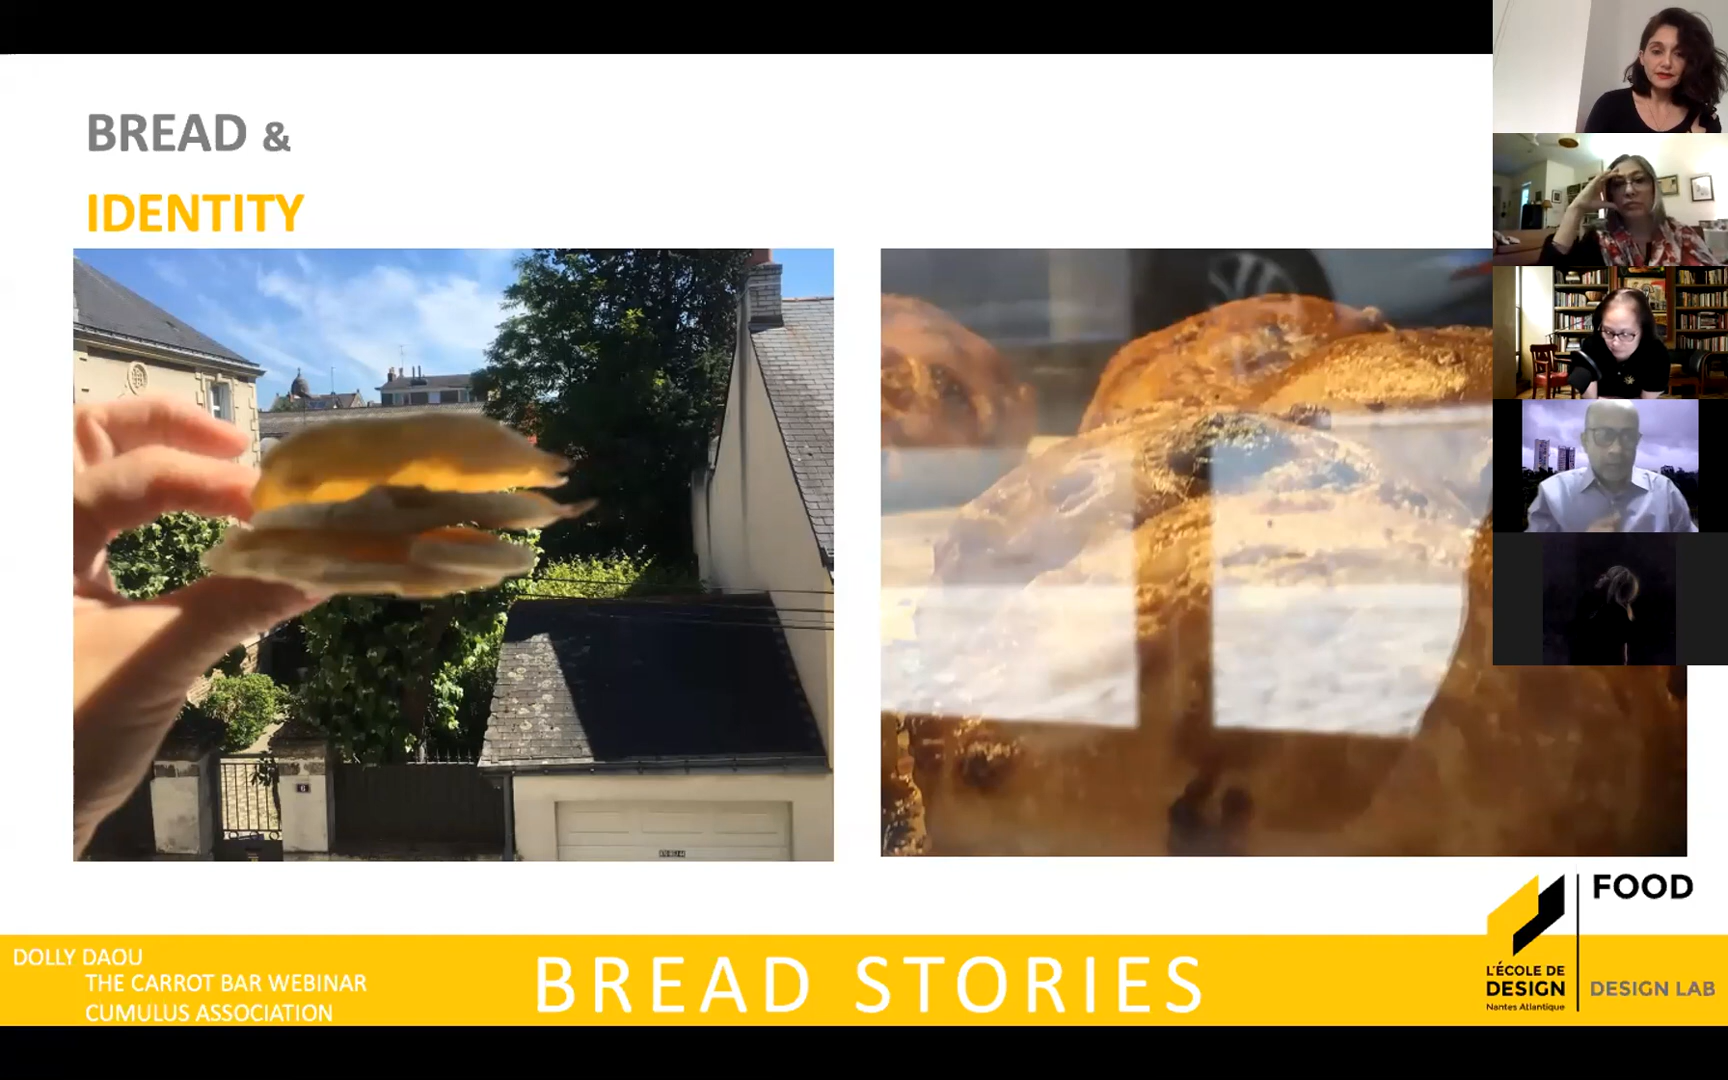 BREAD &
IDENTITY
6
DOLLY DAOU
THE CARROT BAR WEBINAR
CUMULUS ASSOCIATION
BREAD STORIES
L'ÉCOLE DE
DESIGN
Nantes Atlantique
FOOD
DESIGN LAB